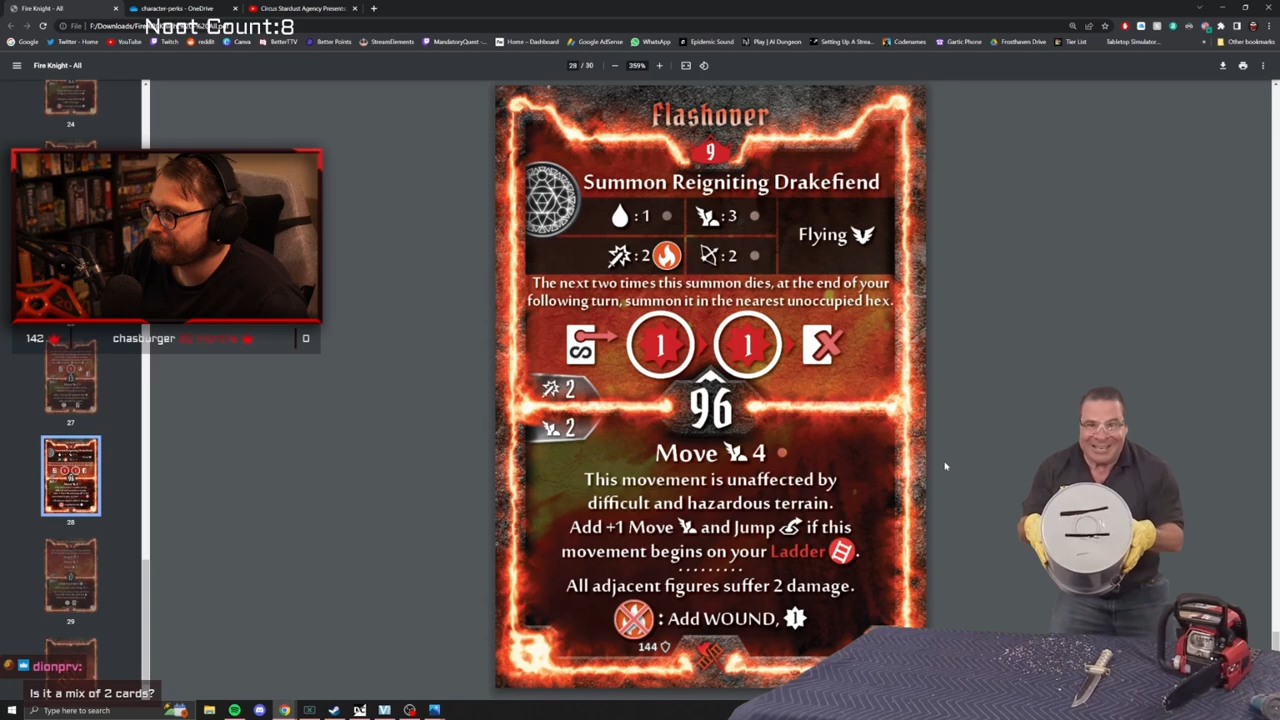 Fire Knight - All
character-perks - OneDrive
Circus Stardust Agency Presents:
Noot Count:8
File
Google
Twitter - Home
YouTube
Twitch
reddit
Canva
BetterTTV
Better Points
StreamElements
MandatoryQuest -...
Home – Dashboard
Google AdSense
WhatsApp
Epidemic Sound
Play | AI Dungeon
Setting Up A Strea...
Codenames
Gartic Phone
Frosthaven Drive
Tier List
Tabletop Simulator...
Other bookmarks
Fire Knight - All
28 / 30
359%
24
27
28
29
142
chasburger
0
dionprv:
Is it a mix of 2 cards?
Type here to search
Flashover
9
Summon Reigniting Drakefiend
:1
:3
Flying
:2
:2
The next two times this summon dies, at the end of your
following turn, summon it in the nearest unoccupied hex.
1
1
2
96
2
Move 4
This movement is unaffected by
difficult and hazardous terrain.
Add +1 Move and Jump if this
movement begins on your Ladder .
All adjacent figures suffer 2 damage.
: Add WOUND, 1
144